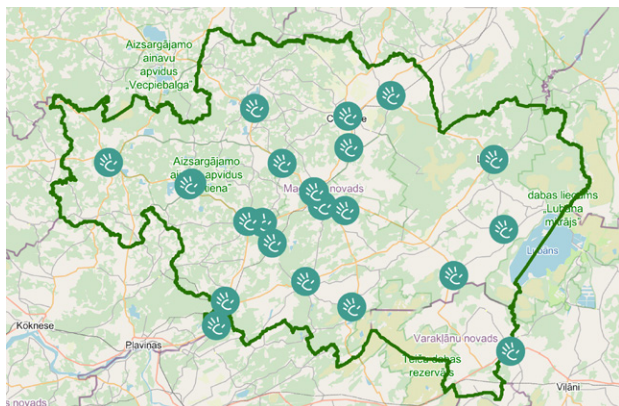 Aizsargājamo
ainavu
apvidus
„Vecpiebalga"
Aizsargājamo
apvidus
novads
dabas liegums
„Lubāna
mitrājs"
Lubāns
Varakļānu novads
Teiču dabas
rezervāts
Koknese
Pļaviņas
Viļāni
novads